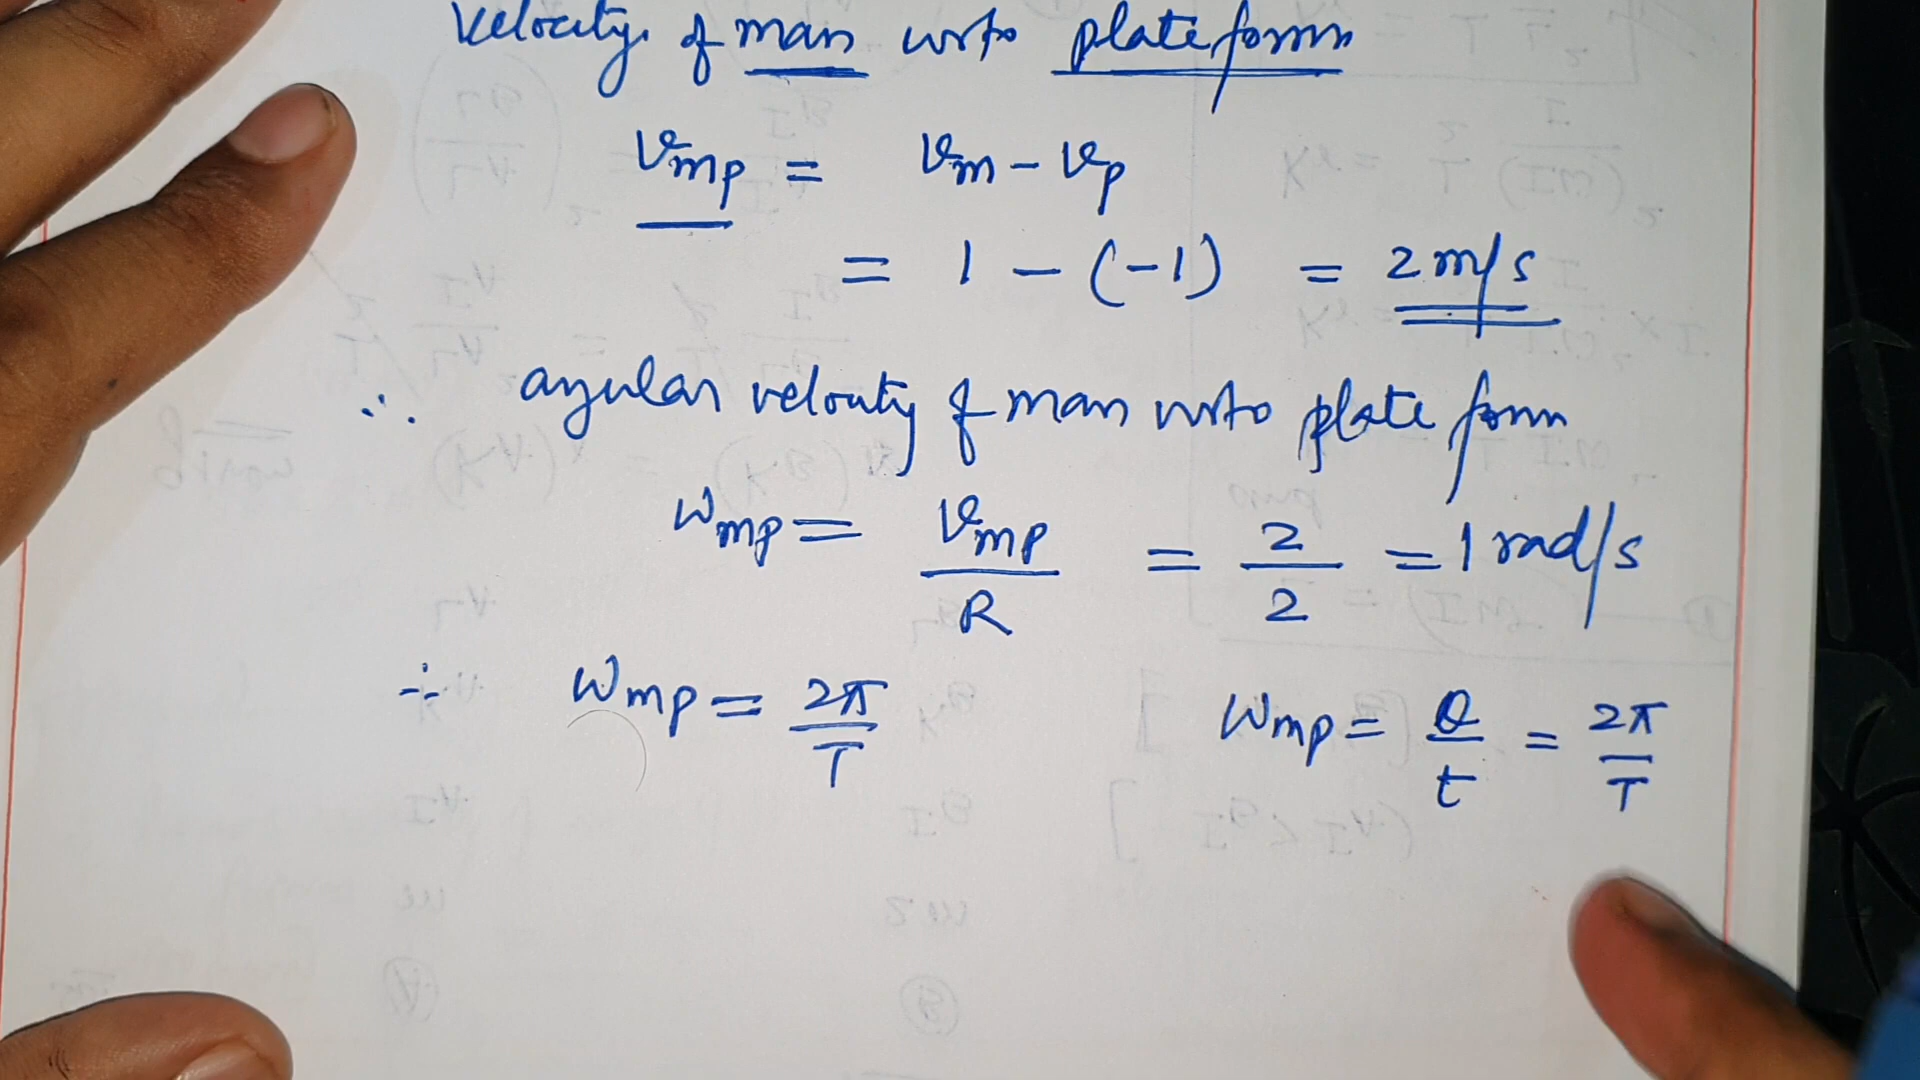 velocity of man wrto plateform
vmp = vm - vp
= 1 - (-1) = 2 m/s
∴ angular velocity of man wrto plate form
ωmp = vmp/R = 2/2 = 1 rad/s
∴ ωmp = 2π/T ωmp = θ/t = 2π/T